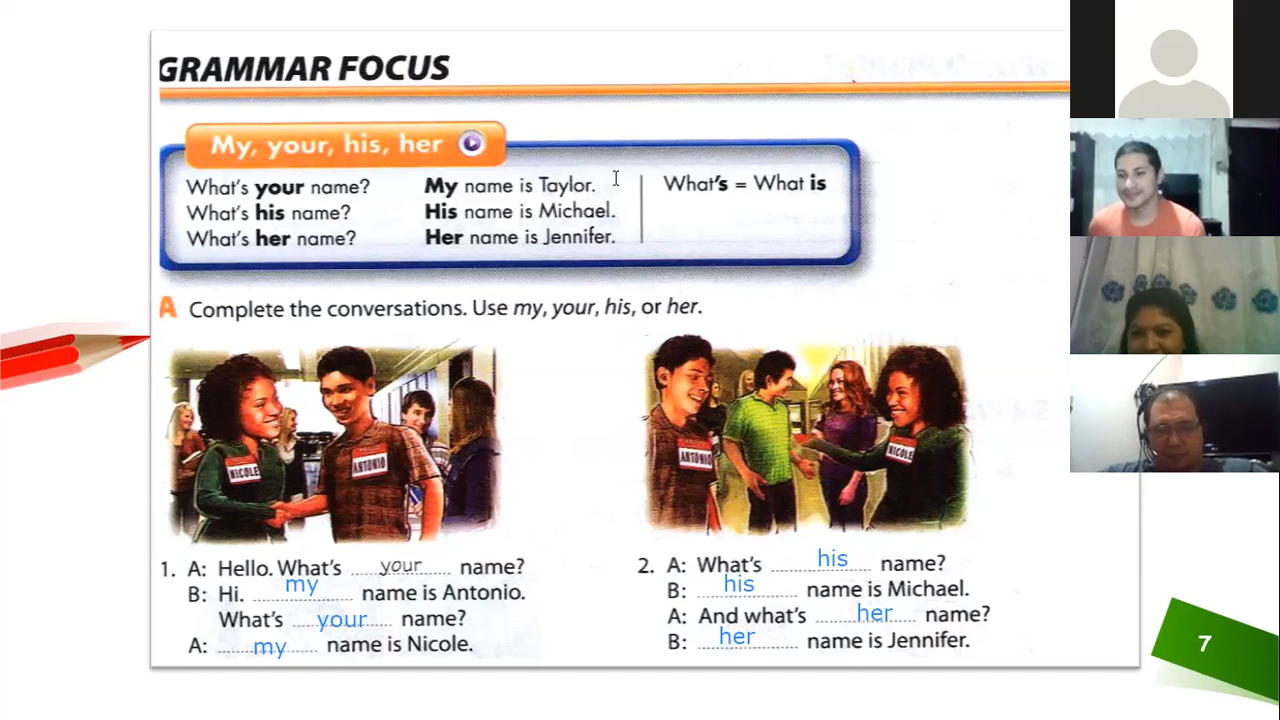 GRAMMAR FOCUS
My, your, his, her
What's your name? My name is Taylor. What's = What is
What's his name? His name is Michael.
What's her name? Her name is Jennifer.
A Complete the conversations. Use my, your, his, or her.
NICOLE
ANTONIO
ANTONIO
NICOLE
1. A: Hello. What's your name?
B: Hi. my name is Antonio.
What's your name?
A: my name is Nicole.
2. A: What's his name?
B: his name is Michael.
A: And what's her name?
B: her name is Jennifer.
7